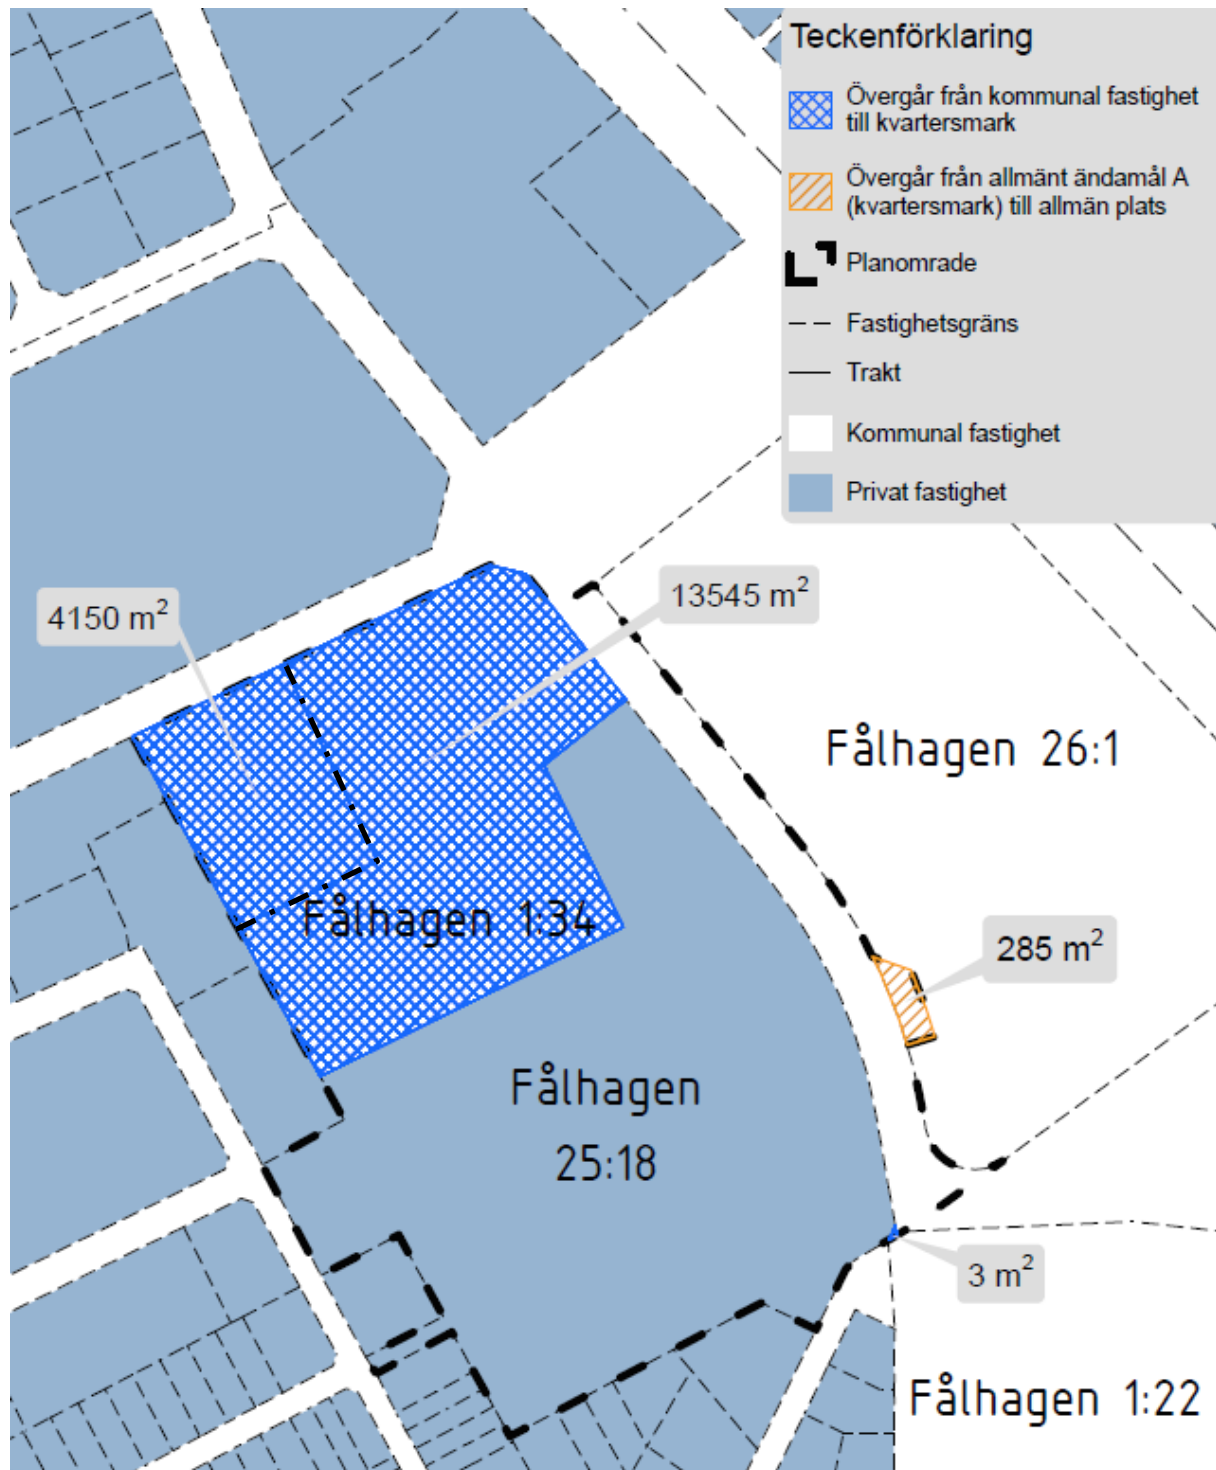 Teckenförklaring
Övergår från kommunal fastighet
till kvartersmark
Övergår från allmänt ändamål A
(kvartersmark) till allmän plats
Planomrade
Fastighetsgräns
Trakt
Kommunal fastighet
Privat fastighet
4150 m²
13545 m²
Fålhagen 26:1
Fålhagen 1:34
285 m²
Fålhagen
25:18
3 m²
Fålhagen 1:22